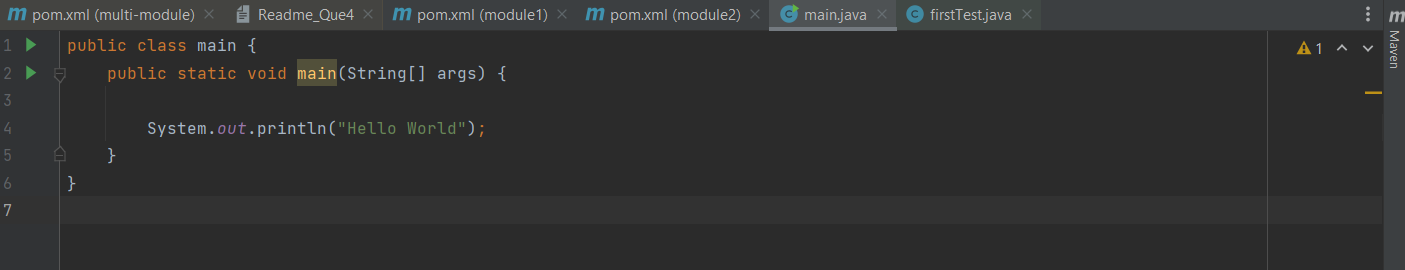 pom.xml (multi-module) Readme_Que4 pom.xml (module1) pom.xml (module2) main.java firstTest.java
1 public class main { 1
2 public static void main(String[] args) {
3
4 System.out.println("Hello World");
5 }
6 }
7
Maven